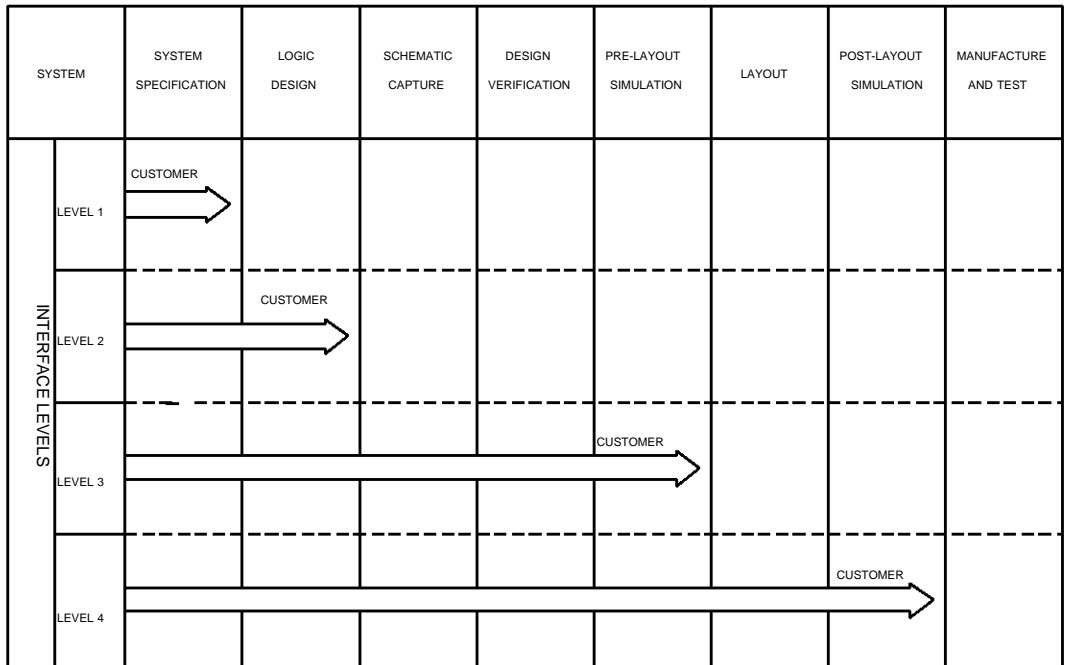 SYSTEM
SYSTEM
SPECIFICATION
LOGIC
DESIGN
SCHEMATIC
CAPTURE
DESIGN
VERIFICATION
PRE-LAYOUT
SIMULATION
LAYOUT
POST-LAYOUT
SIMULATION
MANUFACTURE
AND TEST
INTERFACE LEVELS
CUSTOMER
LEVEL 1
CUSTOMER
LEVEL 2
CUSTOMER
LEVEL 3
CUSTOMER
LEVEL 4